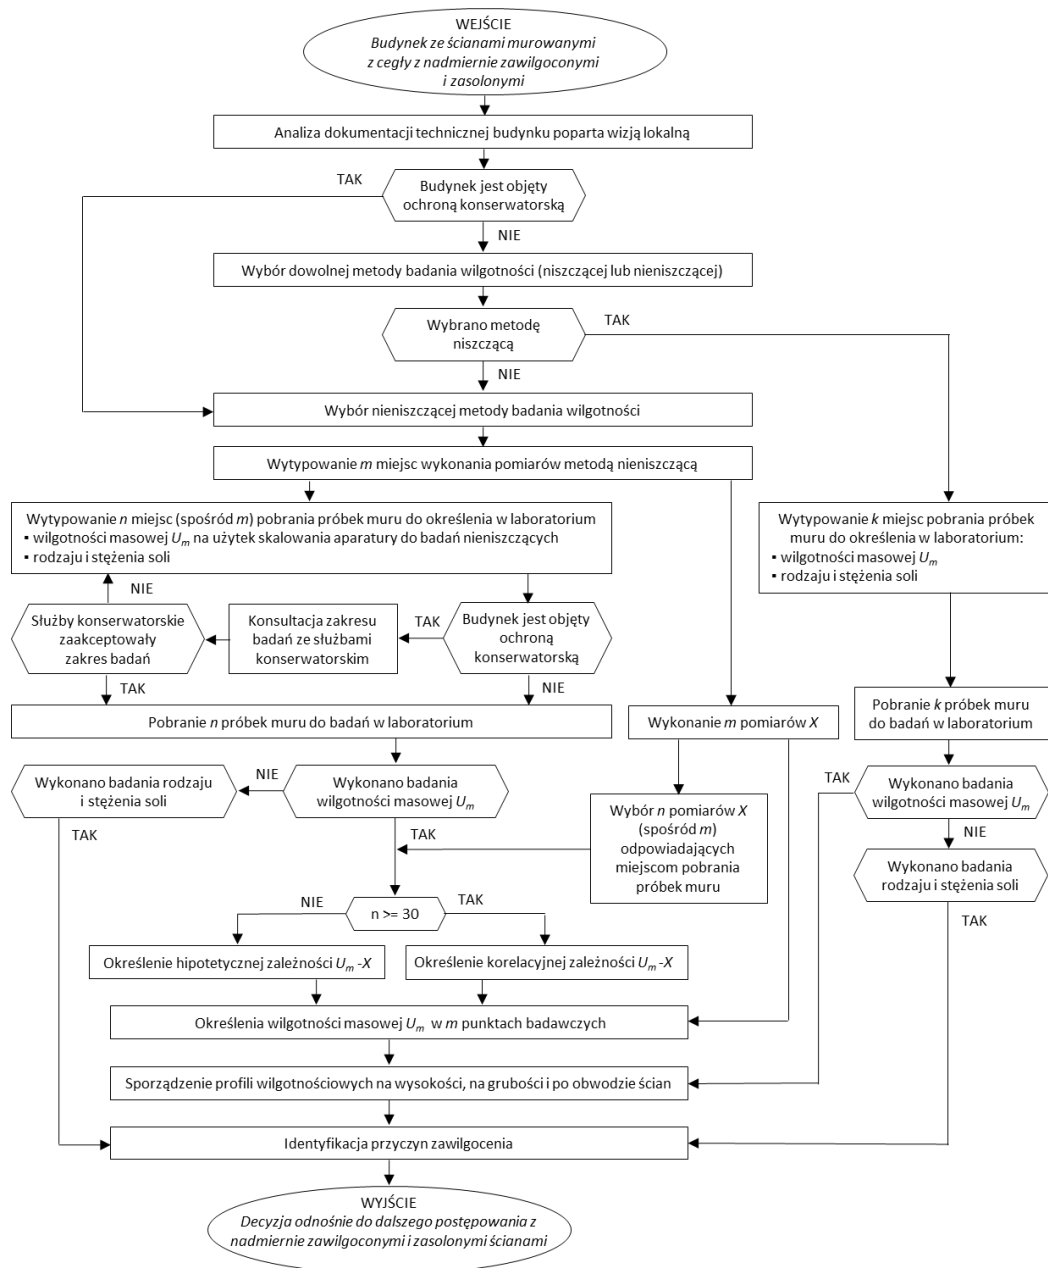 WEJŚCIE
Budynek ze ścianami murowanymi
z cegły z nadmiernie zawilgoconymi
i zasolonymi
Analiza dokumentacji technicznej budynku poparta wizją lokalną
TAK
Budynek jest objęty
ochroną konserwatorską
NIE
Wybór dowolnej metody badania wilgotności (niszczącej lub nieniszczącej)
Wybrano metodę
niszczącą
TAK
NIE
Wybór nieniszczącej metody badania wilgotności
Wytypowanie m miejsc wykonania pomiarów metodą nieniszczącą
Wytypowanie n miejsc (spośród m) pobrania próbek muru do określenia w laboratorium
▪ wilgotności masowej Um na użytek skalowania aparatury do badań nieniszczących
▪ rodzaju i stężenia soli
Wytypowanie k miejsc pobrania próbek
muru do określenia w laboratorium:
▪ wilgotności masowej Um
▪ rodzaju i stężenia soli
NIE
Służby konserwatorskie
zaakceptowały
zakres badań
Konsultacja zakresu
badań ze służbami
konserwatorskim
TAK
Budynek jest objęty
ochroną
konserwatorską
TAK
NIE
Pobranie n próbek muru do badań w laboratorium
Wykonanie m pomiarów X
Pobranie k próbek muru
do badań w laboratorium
Wykonano badania rodzaju
i stężenia soli
NIE
Wykonano badania
wilgotności masowej Um
TAK
Wykonano badania
wilgotności masowej Um
TAK
TAK
Wybór n pomiarów X
(spośród m)
odpowiadających
miejscom pobrania
próbek muru
NIE
Wykonano badania
rodzaju i stężenia soli
TAK
NIE
n >= 30
TAK
Określenie hipotetycznej zależności Um -X
Określenie korelacyjnej zależności Um -X
Określenia wilgotności masowej Um w m punktach badawczych
Sporządzenie profili wilgotnościowych na wysokości, na grubości i po obwodzie ścian
Identyfikacja przyczyn zawilgocenia
WYJŚCIE
Decyzja odnośnie do dalszego postępowania z
nadmiernie zawilgoconymi i zasolonymi ścianami